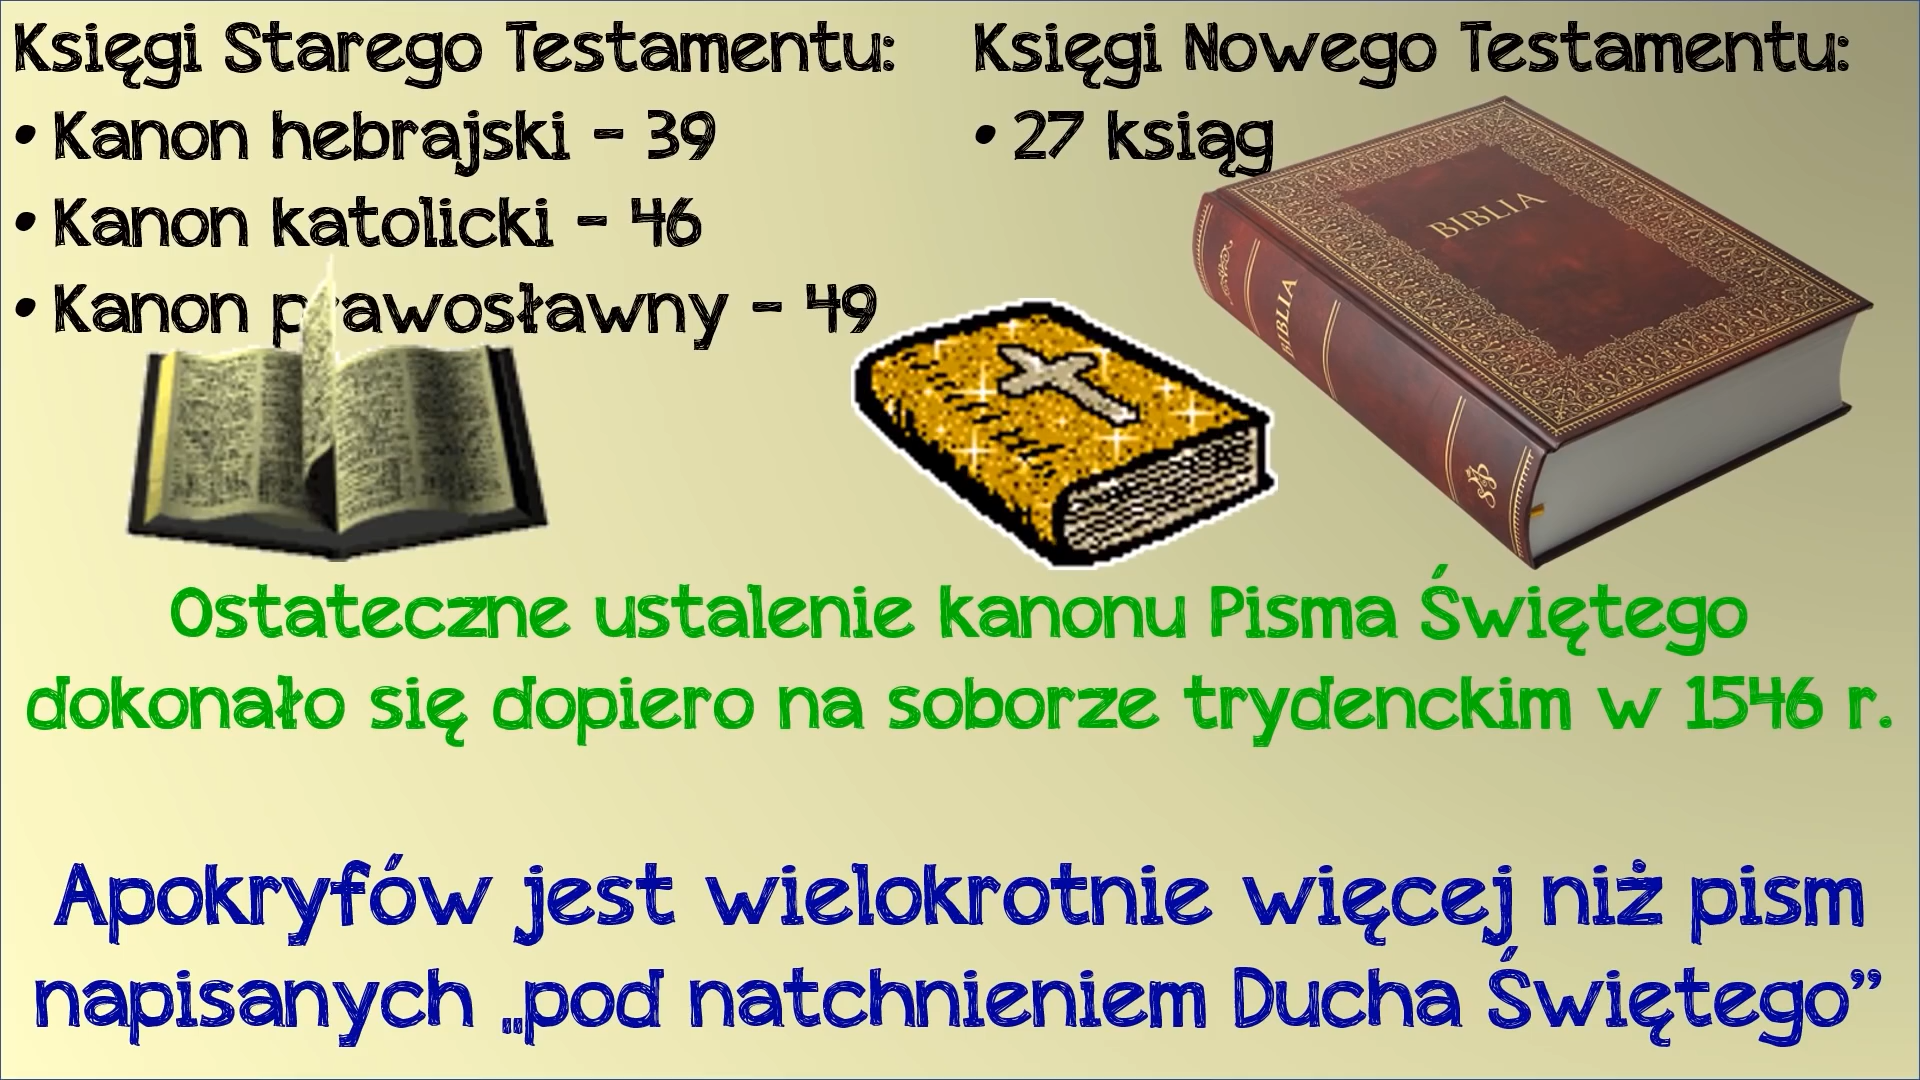 Księgi Starego Testamentu:
• Kanon hebrajski - 39
• Kanon katolicki - 46
• Kanon prawosławny - 49
Księgi Nowego Testamentu:
• 27 ksiąg
BIBLIA
BIBLIA
Ostateczne ustalenie kanonu Pisma Świętego
dokonało się dopiero na soborze trydenckim w 1546 r.
Apokryfów jest wielokrotnie więcej niż pism
napisanych „pod natchnieniem Ducha Świętego”